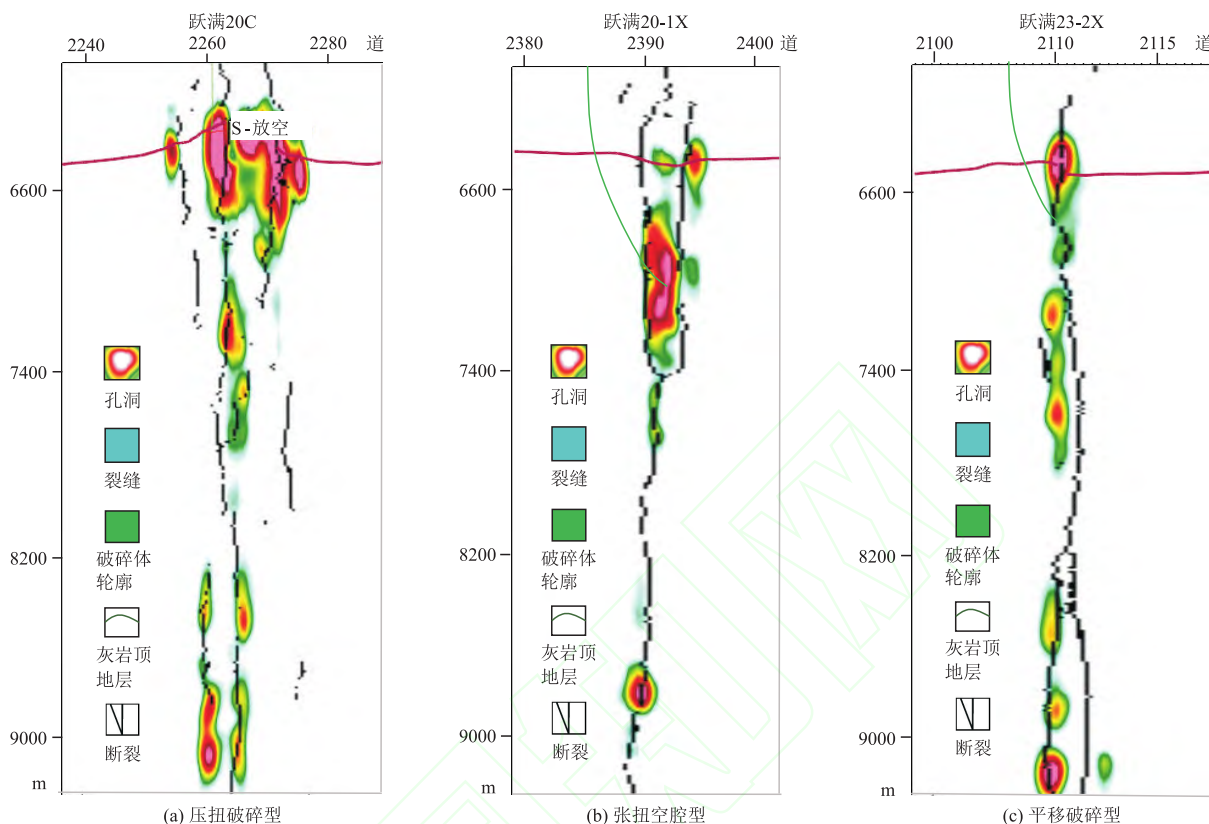 跃满20C
2240 2260 2280 道
S-放空
6600
7400
8200
9000
m
孔洞
裂缝
破碎体
轮廓
灰岩顶
地层
断裂
(a) 压扭破碎型
跃满20-1X
2380 2390 2400 道
6600
7400
8200
9000
m
孔洞
裂缝
破碎体
轮廓
灰岩顶
地层
断裂
(b) 张扭空腔型
跃满23-2X
2100 2110 2115 道
6600
7400
8200
9000
m
孔洞
裂缝
破碎体
轮廓
灰岩顶
地层
断裂
(c) 平移破碎型